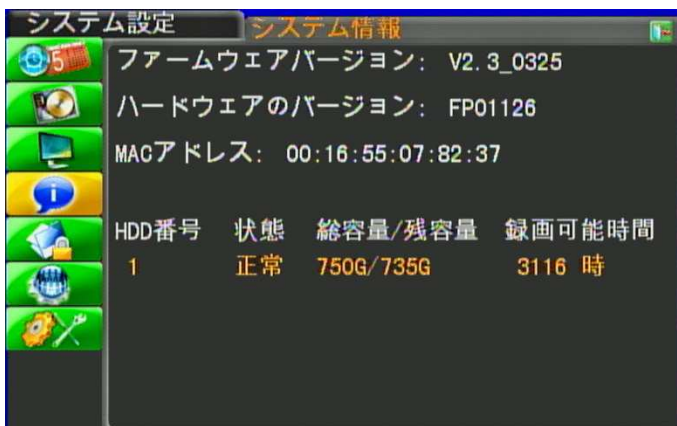 システム設定 システム情報
5
ファームウェアバージョン: V2.3_0325
ハードウェアのバージョン: FP01126
MACアドレス: 00:16:55:07:82:37
HDD番号 状態 総容量/残容量 録画可能時間
1 正常 750G/735G 3116 時